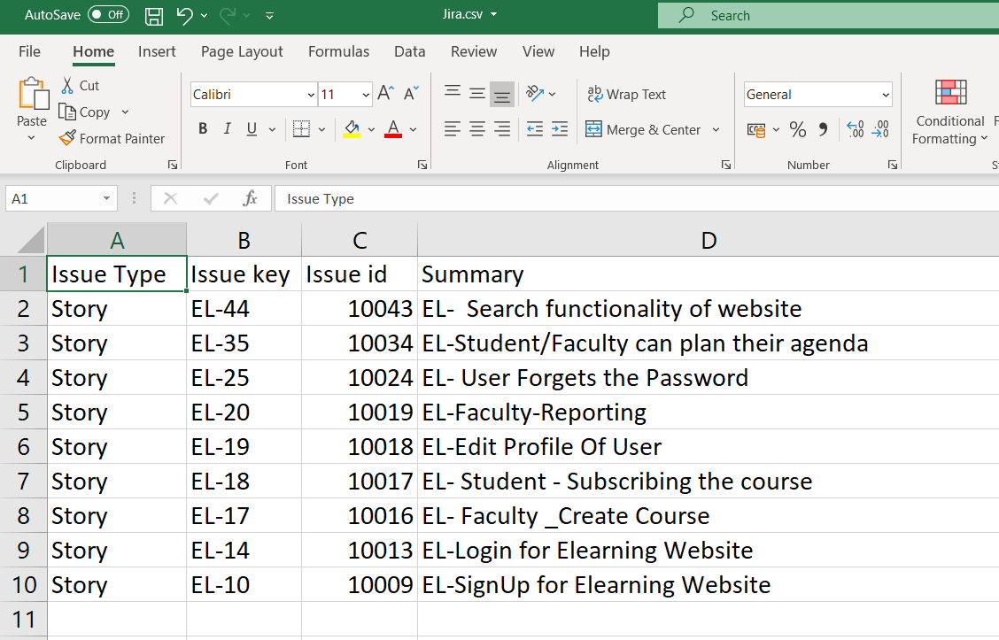 AutoSave Off Jira.csv Search
File Home Insert Page Layout Formulas Data Review View Help
Paste Cut Copy Format Painter
Calibri 11
B I U A A A
ab Wrap Text
Merge & Center
General
% 9 .00 .00
Conditional
Formatting
Clipboard Font Alignment Number
A1 fx Issue Type
A B C D
1 Issue Type Issue key Issue id Summary
2 Story EL-44 10043 EL-  Search functionality of website
3 Story EL-35 10034 EL-Student/Faculty can plan their agenda
4 Story EL-25 10024 EL- User Forgets the Password
5 Story EL-20 10019 EL-Faculty-Reporting
6 Story EL-19 10018 EL-Edit Profile Of User
7 Story EL-18 10017 EL- Student - Subscribing the course
8 Story EL-17 10016 EL- Faculty _Create Course
9 Story EL-14 10013 EL-Login for Elearning Website
10 Story EL-10 10009 EL-SignUp for Elearning Website
11